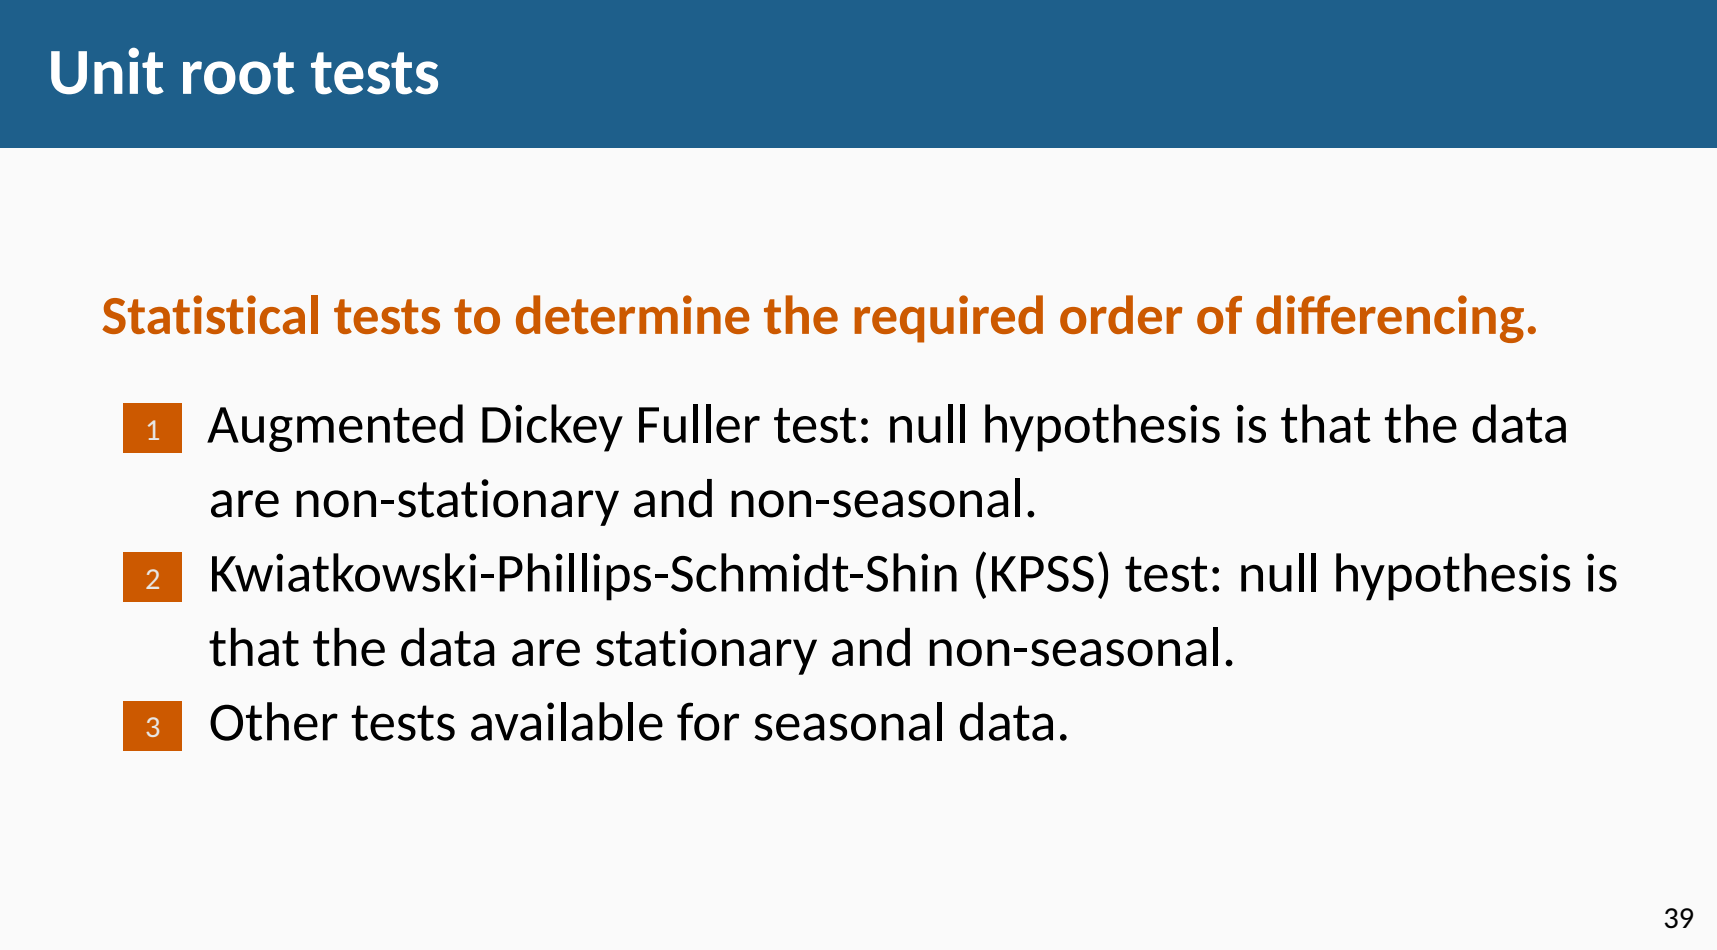 Unit root tests
Statistical tests to determine the required order of differencing.
1 Augmented Dickey Fuller test: null hypothesis is that the data
are non-stationary and non-seasonal.
2 Kwiatkowski-Phillips-Schmidt-Shin (KPSS) test: null hypothesis is
that the data are stationary and non-seasonal.
3 Other tests available for seasonal data.
39